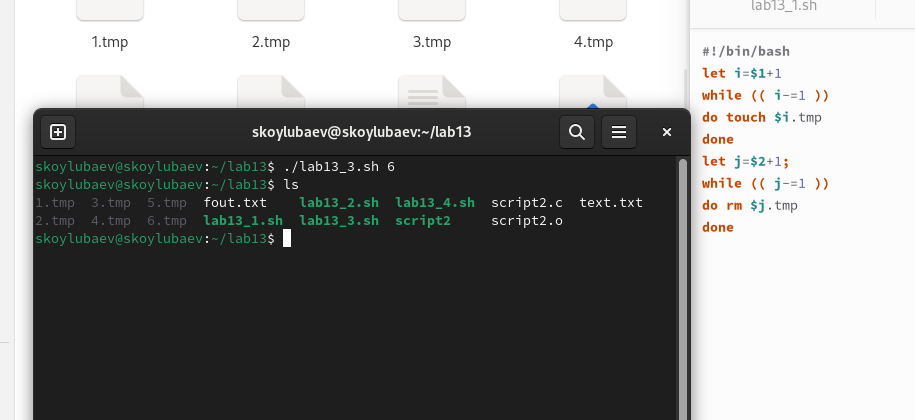 lab13_1.sh
1.tmp 2.tmp 3.tmp 4.tmp
skoylubaev@skoylubaev:~/lab13
skoylubaev@skoylubaev:~/lab13$ ./lab13_3.sh 6
skoylubaev@skoylubaev:~/lab13$ ls
1.tmp 3.tmp 5.tmp fout.txt lab13_2.sh lab13_4.sh script2.c text.txt
2.tmp 4.tmp 6.tmp lab13_1.sh lab13_3.sh script2 script2.o
skoylubaev@skoylubaev:~/lab13$
#!/bin/bash
let i=$1+1
while (( i-=1 ))
do touch $i.tmp
done
let j=$2+1;
while (( j-=1 ))
do rm $j.tmp
done